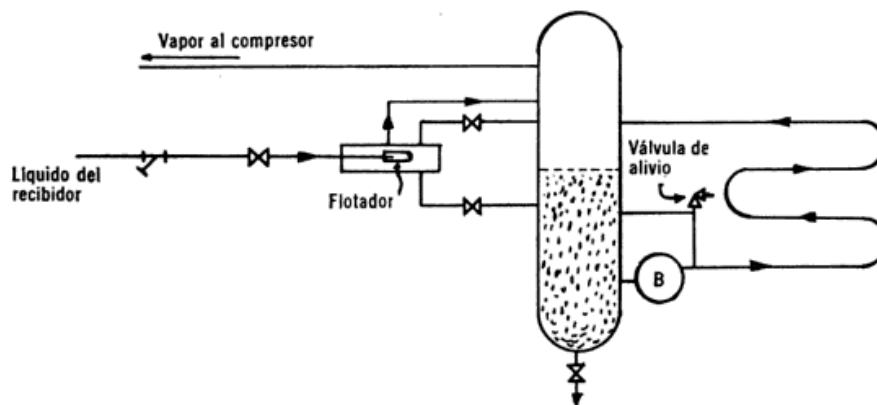 Vapor al compresor
Líquido del
recibidor
Flotador
Válvula de
alivio
B